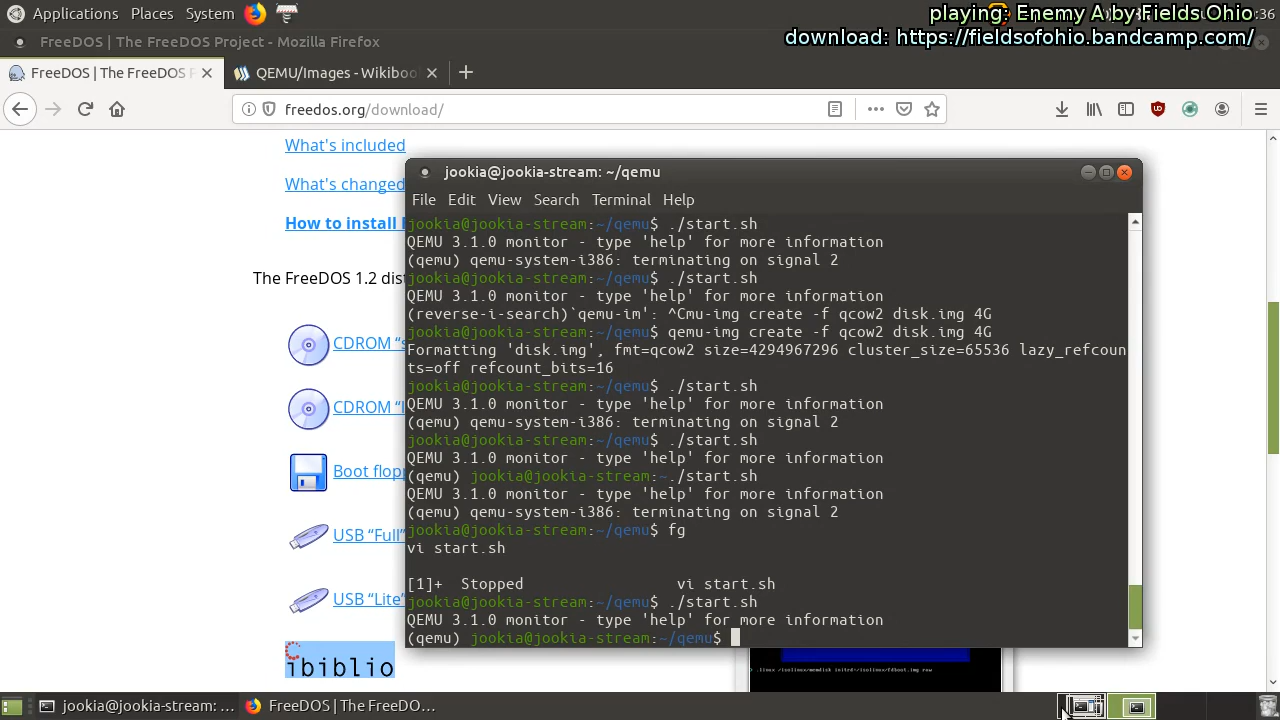 Applications Places System
:36
playing: Enemy A by Fields Ohio
download: https://fieldsofohio.bandcamp.com/
FreeDOS | The FreeDOS Project - Mozilla Firefox
FreeDOS | The FreeDOS P
QEMU/Images - Wikiboo
freedos.org/download/
What's included
What's changed
How to install
The FreeDOS 1.2 dist
CDROM “s
CDROM “l
Boot flopp
USB “Full”
USB “Lite”
ibiblio
jookia@jookia-stream: ~/qemu
File Edit View Search Terminal Help
jookia@jookia-stream:~/qemu$ ./start.sh
QEMU 3.1.0 monitor - type 'help' for more information
(qemu) qemu-system-i386: terminating on signal 2
jookia@jookia-stream:~/qemu$ ./start.sh
QEMU 3.1.0 monitor - type 'help' for more information
(reverse-i-search)`qemu-im': ^Cmu-img create -f qcow2 disk.img 4G
jookia@jookia-stream:~/qemu$ qemu-img create -f qcow2 disk.img 4G
Formatting 'disk.img', fmt=qcow2 size=4294967296 cluster_size=65536 lazy_refcoun
ts=off refcount_bits=16
jookia@jookia-stream:~/qemu$ ./start.sh
QEMU 3.1.0 monitor - type 'help' for more information
(qemu) qemu-system-i386: terminating on signal 2
jookia@jookia-stream:~/qemu$ ./start.sh
QEMU 3.1.0 monitor - type 'help' for more information
(qemu) jookia@jookia-stream:~./start.sh
QEMU 3.1.0 monitor - type 'help' for more information
(qemu) qemu-system-i386: terminating on signal 2
jookia@jookia-stream:~/qemu$ fg
vi start.sh
[1]+  Stopped                 vi start.sh
jookia@jookia-stream:~/qemu$ ./start.sh
QEMU 3.1.0 monitor - type 'help' for more information
(qemu) jookia@jookia-stream:~/qemu$
jookia@jookia-stream: ...
FreeDOS | The FreeDO...